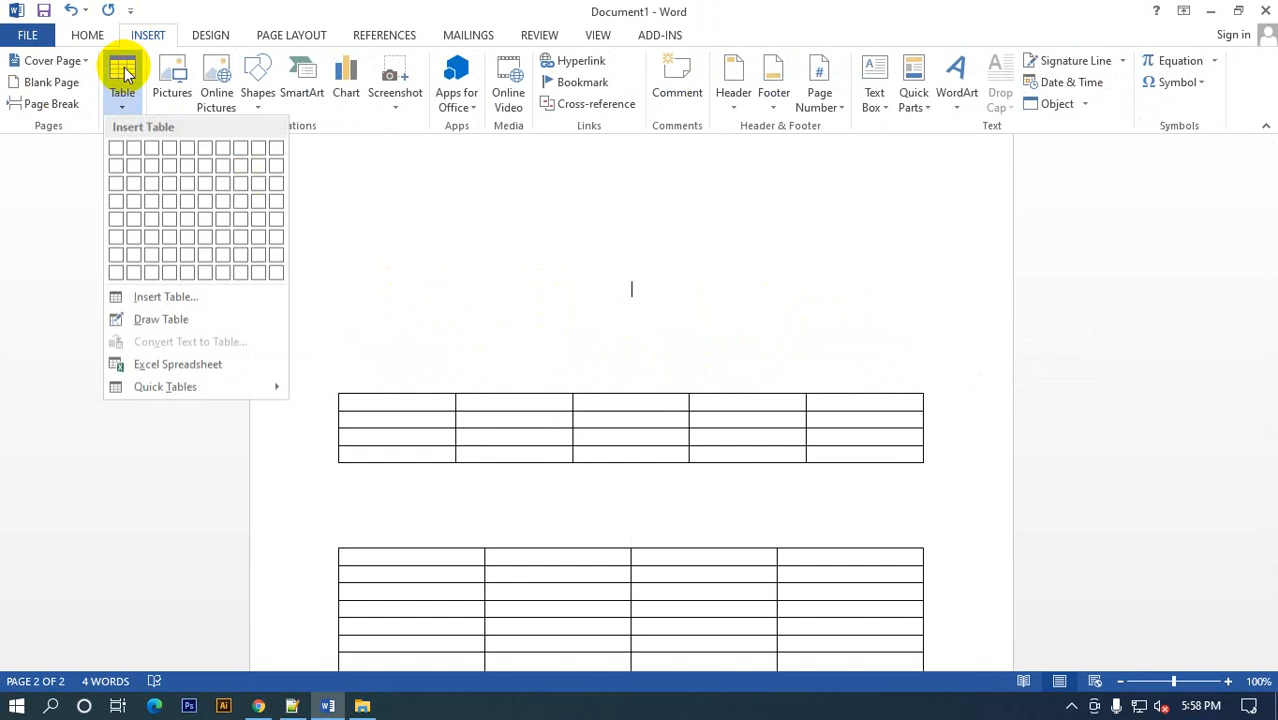 Document1 - Word
?
FILE
HOME
INSERT
DESIGN
PAGE LAYOUT
REFERENCES
MAILINGS
REVIEW
VIEW
ADD-INS
Sign in
Cover Page
Blank Page
Page Break
Pages
Table
Pictures
Online
Pictures
Shapes
SmartArt
Chart
Screenshot
ations
Apps for
Office
Apps
Online
Video
Media
Hyperlink
Bookmark
Cross-reference
Links
Comment
Comments
Header
Footer
Page
Number
Header & Footer
Text
Box
Quick
Parts
WordArt
Drop
Cap
Signature Line
Date & Time
Object
Text
Equation
Symbol
Symbols
Insert Table
Insert Table...
Draw Table
Convert Text to Table...
Excel Spreadsheet
Quick Tables
PAGE 2 OF 2
4 WORDS
100%
Ps
Ai
5:58 PM